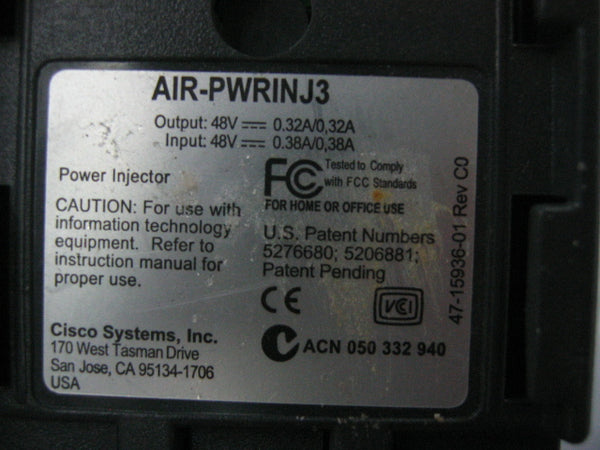 AIR-PWRINJ3
Output: 48V⎓ 0.32A/0,32A
Input: 48V⎓ 0.38A/0,38A
Power Injector
CAUTION: For use with
information technology
equipment. Refer to
instruction manual for
proper use.
FC Tested to Comply
with FCC Standards
FOR HOME OR OFFICE USE
U.S. Patent Numbers
5276680; 5206881;
Patent Pending
CE
VCI
ACN 050 332 940
Cisco Systems, Inc.
170 West Tasman Drive
San Jose, CA 95134-1706
USA
47-15936-01 Rev C0